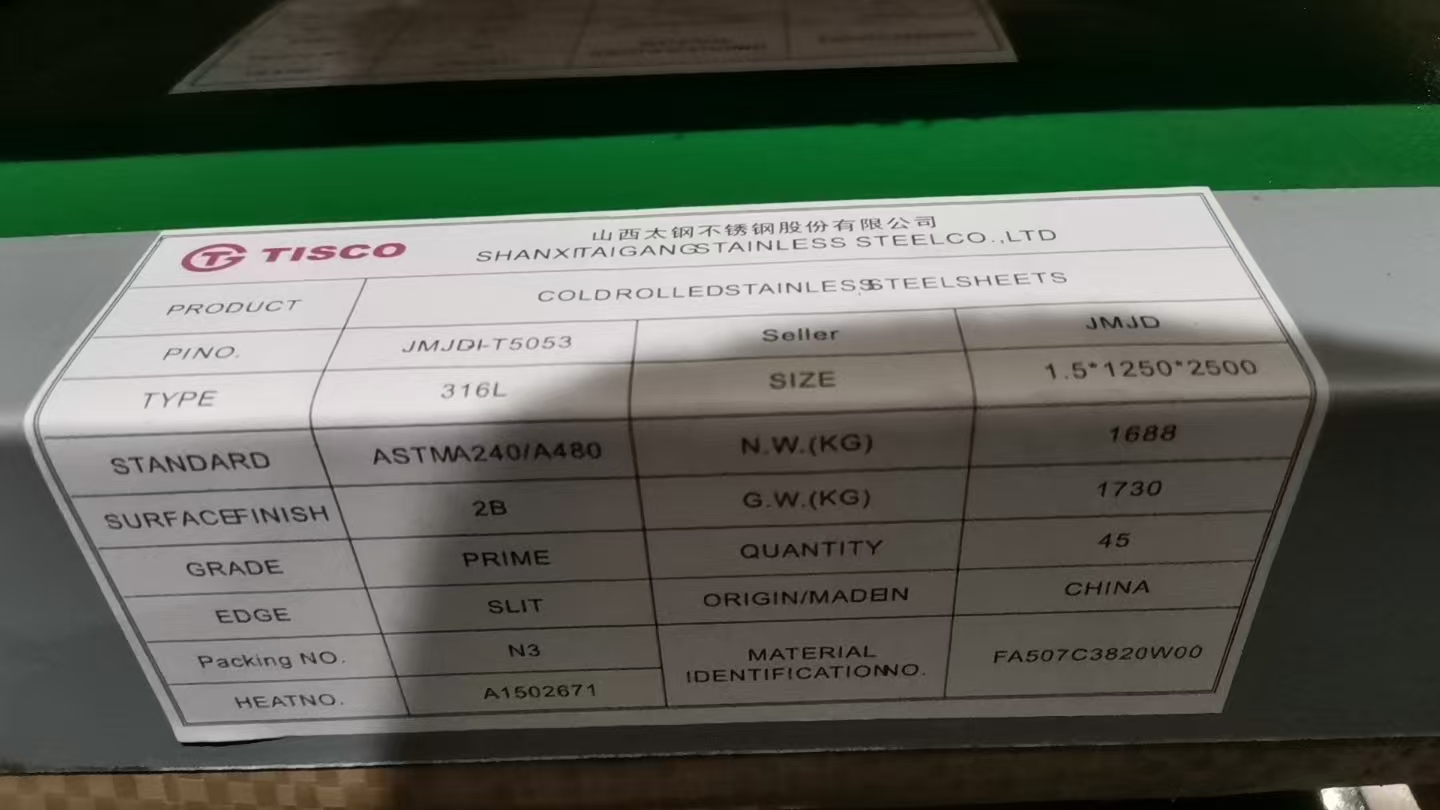 TISCO
山西太钢不锈钢股份有限公司
SHANXITAIGANGSTAINLESS STEELCO.,LTD
PRODUCT COLDROLLEDSTAINLESSSTEELSHEETS
PINO. JMJDI-T5053 Seller JMJD
TYPE 316L SIZE 1.5*1250*2500
STANDARD ASTMA240/A480 N.W.(KG) 1688
SURFACEFINISH 2B G.W.(KG) 1730
GRADE PRIME QUANTITY 45
EDGE SLIT ORIGIN/MADEIN CHINA
Packing NO. N3 MATERIAL IDENTIFICATIONNO. FA507C3820W00
HEATNO. A1502671